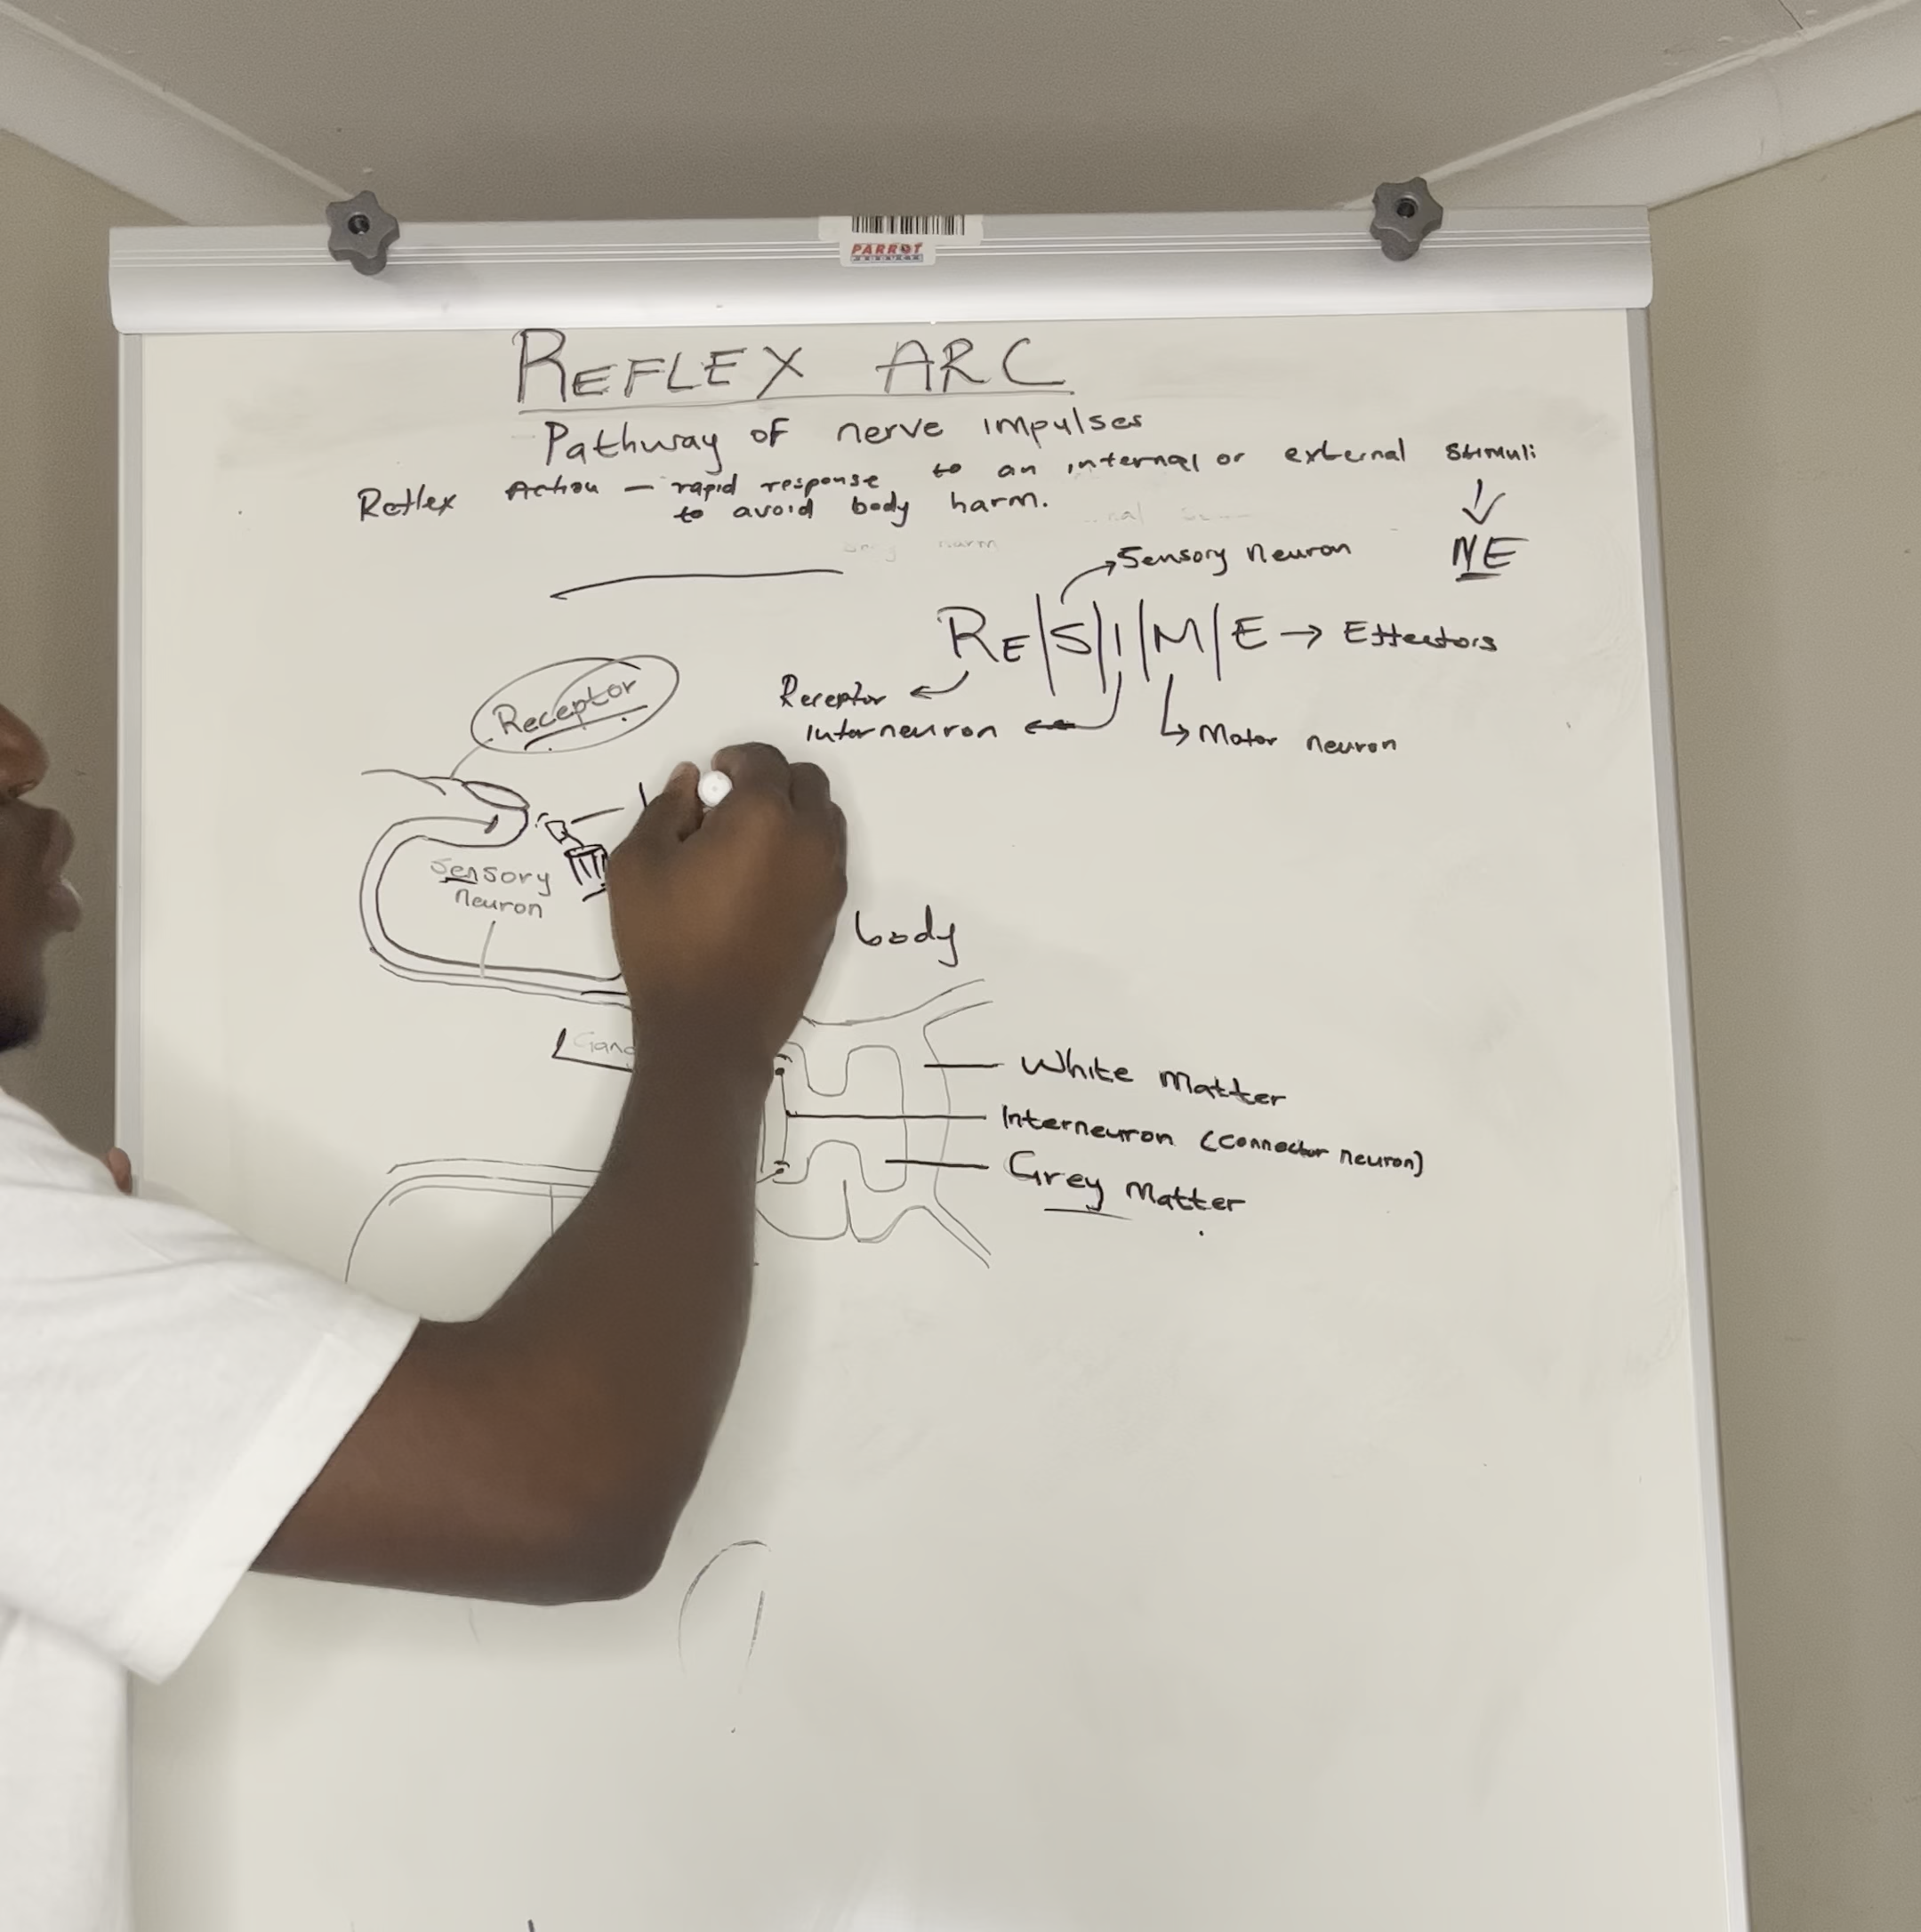 PARROT
PRODUCTS
REFLEX ARC
Pathway of nerve impulses
Reflex Action — rapid response to an internal or external stimuli
to avoid body harm.
NE
Sensory neuron
RE|S|I|M|E → Effectors
Receptor
Interneuron
Motor neuron
Receptor
Sensory
neuron
body
White Matter
Interneuron (connector neuron)
Grey Matter